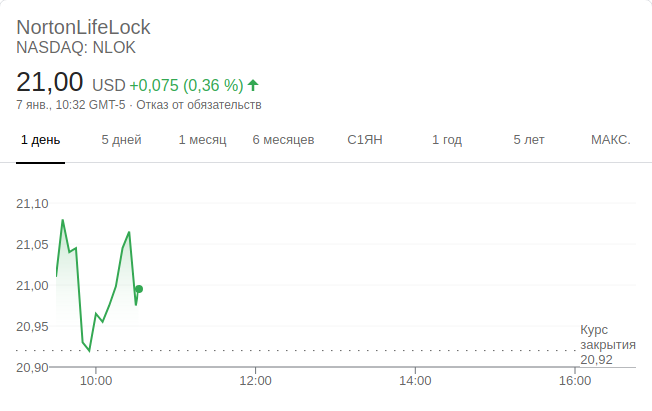 NortonLifeLock
NASDAQ: NLOK
21,00 USD +0,075 (0,36 %)
7 янв., 10:32 GMT-5 · Отказ от обязательств
1 день 5 дней 1 месяц 6 месяцев С1ЯН 1 год 5 лет МАКС.
21,10
21,05
21,00
20,95
Курс
закрытия
20,92
20,90
10:00 12:00 14:00 16:00